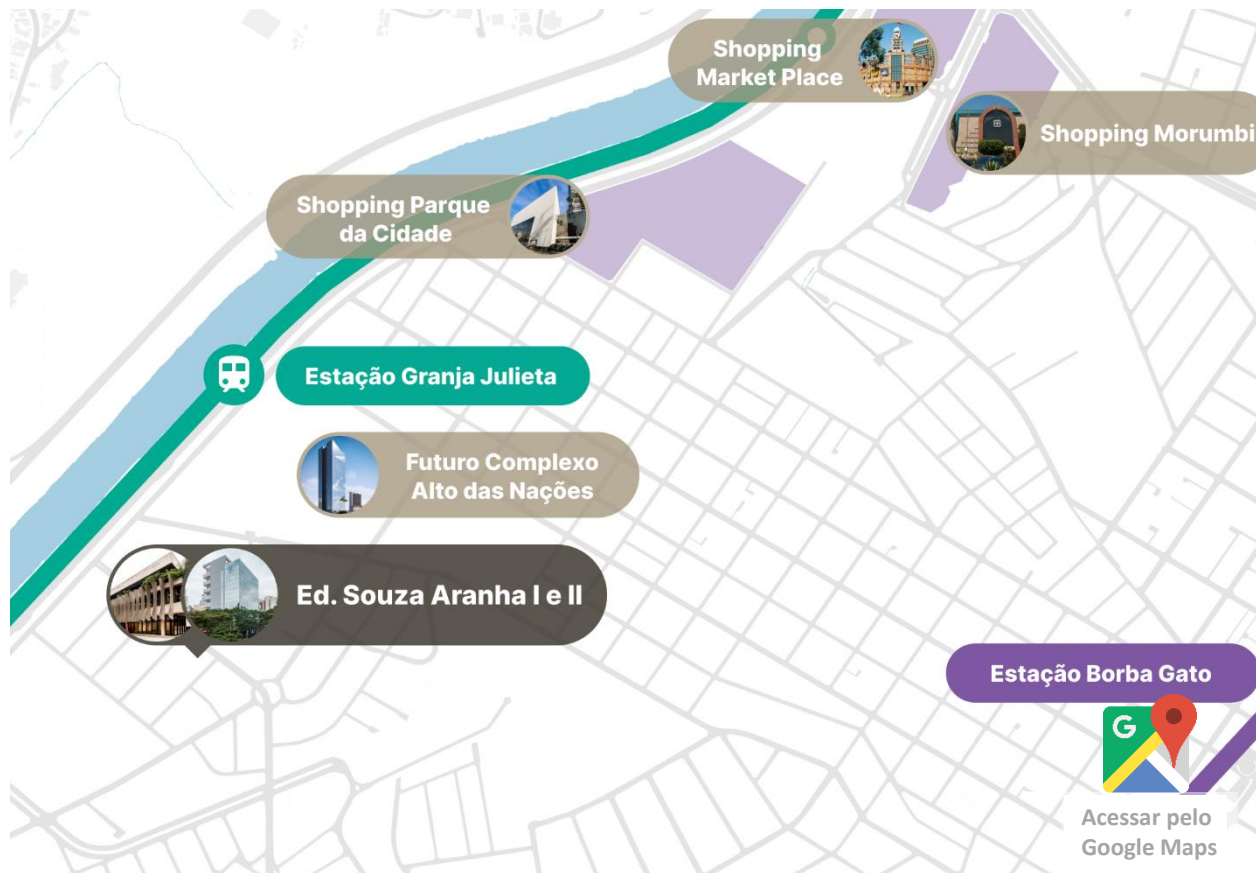 Shopping
Market Place
Shopping Morumbi
Shopping Parque
da Cidade
Estação Granja Julieta
Futuro Complexo
Alto das Nações
Ed. Souza Aranha I e II
Estação Borba Gato
G
Acessar pelo
Google Maps